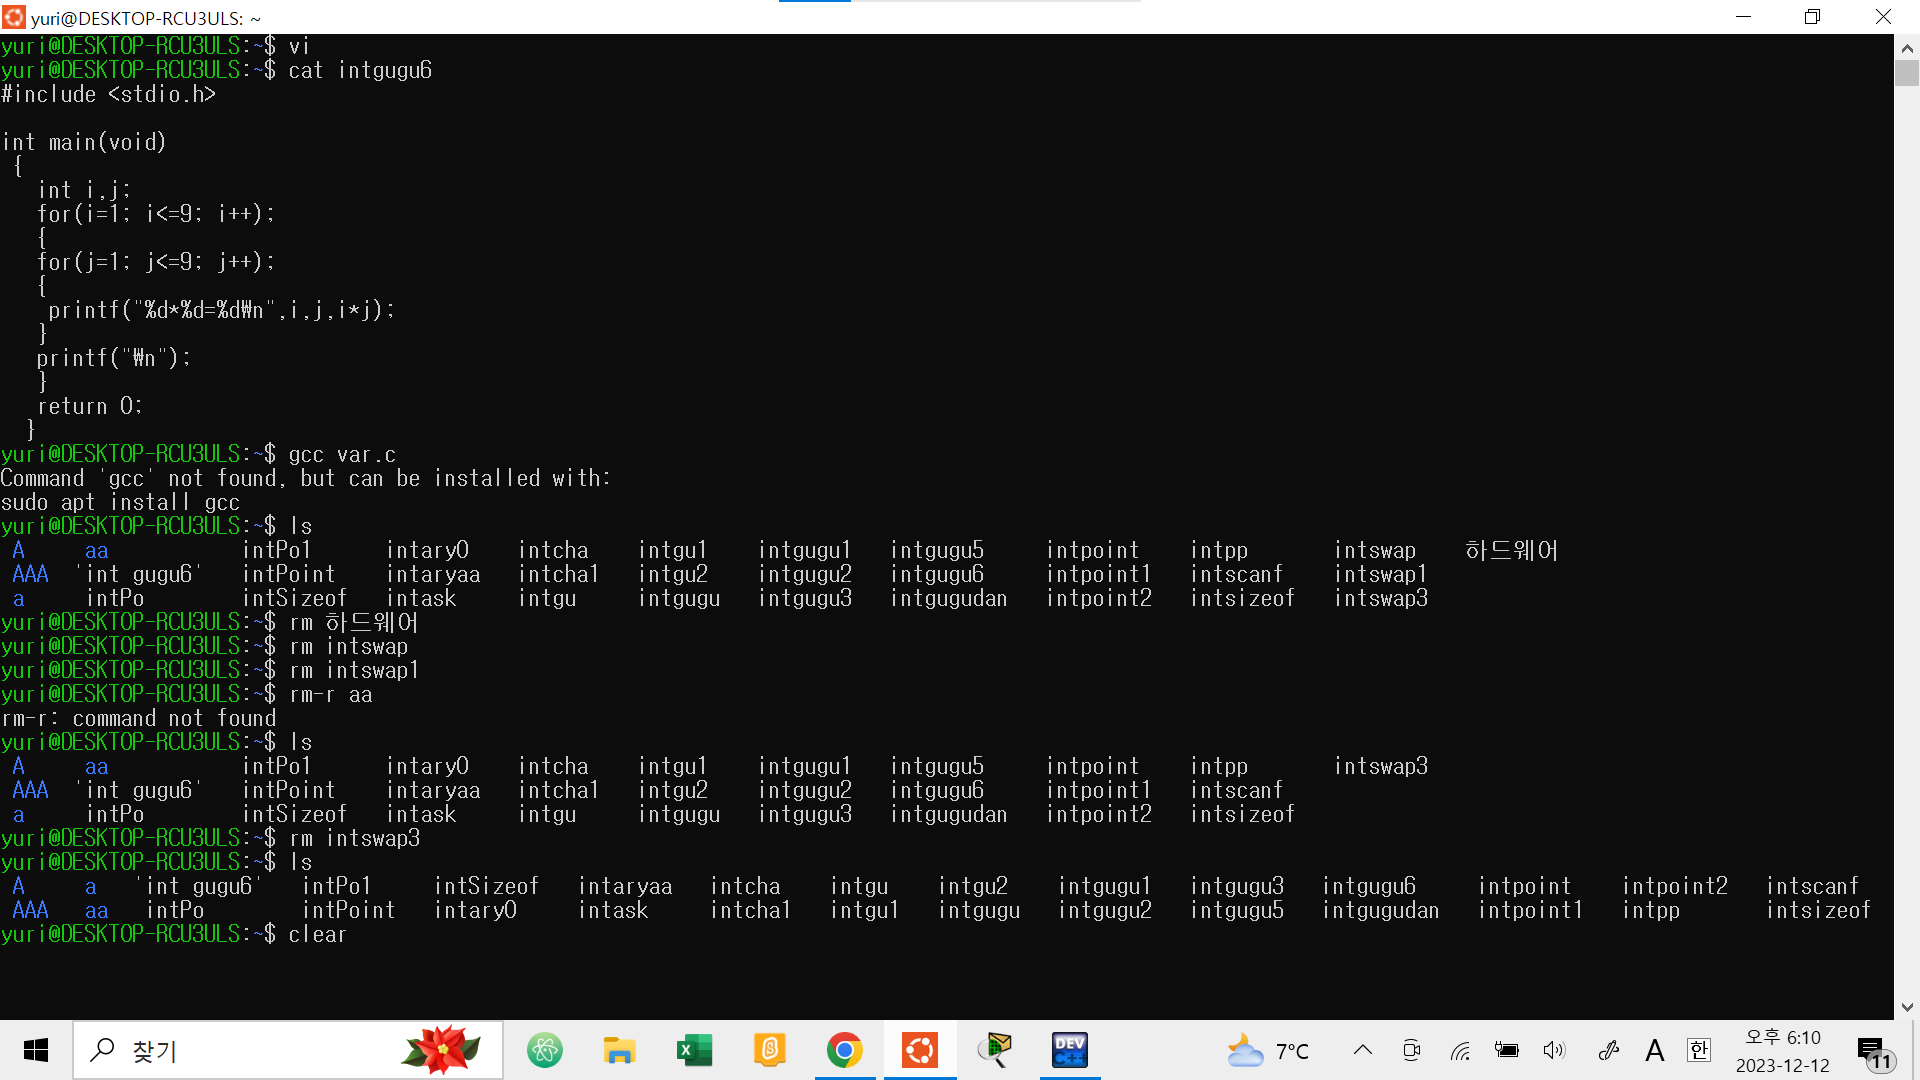 yuri@DESKTOP-RCU3ULS: ~
yuri@DESKTOP-RCU3ULS:~$ vi
yuri@DESKTOP-RCU3ULS:~$ cat intgugu6
#include <stdio.h>
int main(void)
{
int i,j;
for(i=1; i<=9; i++);
{
for(j=1; j<=9; j++);
{
printf("%d*%d=%d₩n",i,j,i*j);
}
printf("₩n");
}
return 0;
}
yuri@DESKTOP-RCU3ULS:~$ gcc var.c
Command 'gcc' not found, but can be installed with:
sudo apt install gcc
yuri@DESKTOP-RCU3ULS:~$ ls
A aa intPo1 intary0 intcha intgu1 intgugu1 intgugu5 intpoint intpp intswap 하드웨어
AAA 'int gugu6' intPoint intaryaa intcha1 intgu2 intgugu2 intgugu6 intpoint1 intscanf intswap1
a intPo intSizeof intask intgu intgugu intgugu3 intgugudan intpoint2 intsizeof intswap3
yuri@DESKTOP-RCU3ULS:~$ rm 하드웨어
yuri@DESKTOP-RCU3ULS:~$ rm intswap
yuri@DESKTOP-RCU3ULS:~$ rm intswap1
yuri@DESKTOP-RCU3ULS:~$ rm-r aa
rm-r: command not found
yuri@DESKTOP-RCU3ULS:~$ ls
A aa intPo1 intary0 intcha intgu1 intgugu1 intgugu5 intpoint intpp intswap3
AAA 'int gugu6' intPoint intaryaa intcha1 intgu2 intgugu2 intgugu6 intpoint1 intscanf
a intPo intSizeof intask intgu intgugu intgugu3 intgugudan intpoint2 intsizeof
yuri@DESKTOP-RCU3ULS:~$ rm intswap3
yuri@DESKTOP-RCU3ULS:~$ ls
A a 'int gugu6' intPo1 intSizeof intaryaa intcha intgu intgu2 intgugu1 intgugu3 intgugu6 intpoint intpoint2 intscanf
AAA aa intPo intPoint intary0 intask intcha1 intgu1 intgugu intgugu2 intgugu5 intgugudan intpoint1 intpp intsizeof
yuri@DESKTOP-RCU3ULS:~$ clear
찾기
DEV C++
7°C
A
한
오후 6:10
2023-12-12
11